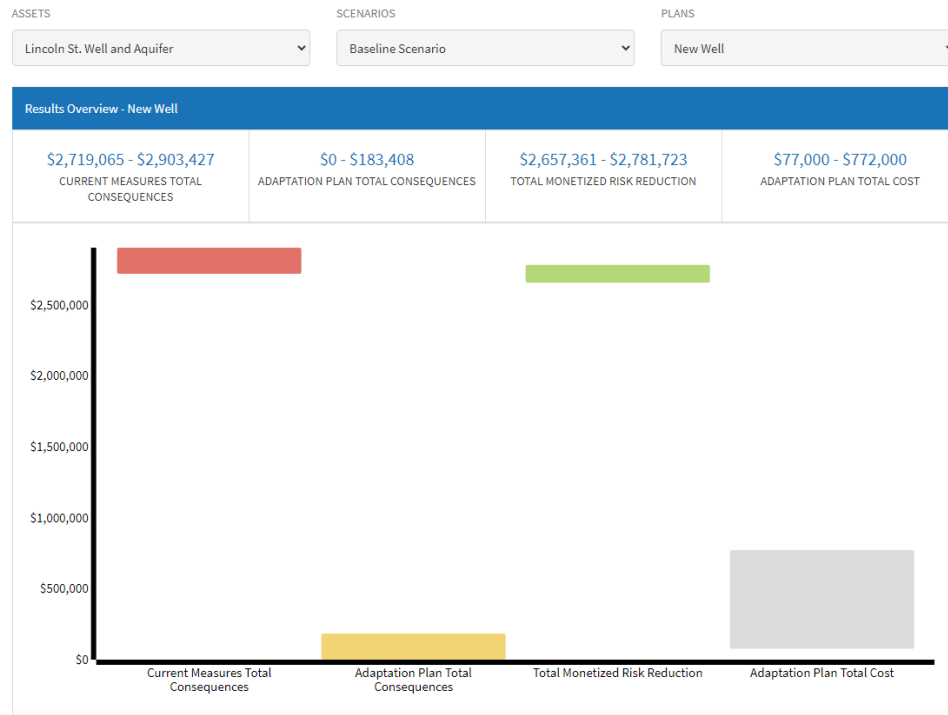 ASSETS
SCENARIOS
PLANS
Lincoln St. Well and Aquifer
Baseline Scenario
New Well
Results Overview - New Well
$2,719,065 - $2,903,427
CURRENT MEASURES TOTAL
CONSEQUENCES
$0 - $183,408
ADAPTATION PLAN TOTAL CONSEQUENCES
$2,657,361 - $2,781,723
TOTAL MONETIZED RISK REDUCTION
$77,000 - $772,000
ADAPTATION PLAN TOTAL COST
$2,500,000
$2,000,000
$1,500,000
$1,000,000
$500,000
$0
Current Measures Total
Consequences
Adaptation Plan Total
Consequences
Total Monetized Risk Reduction
Adaptation Plan Total Cost